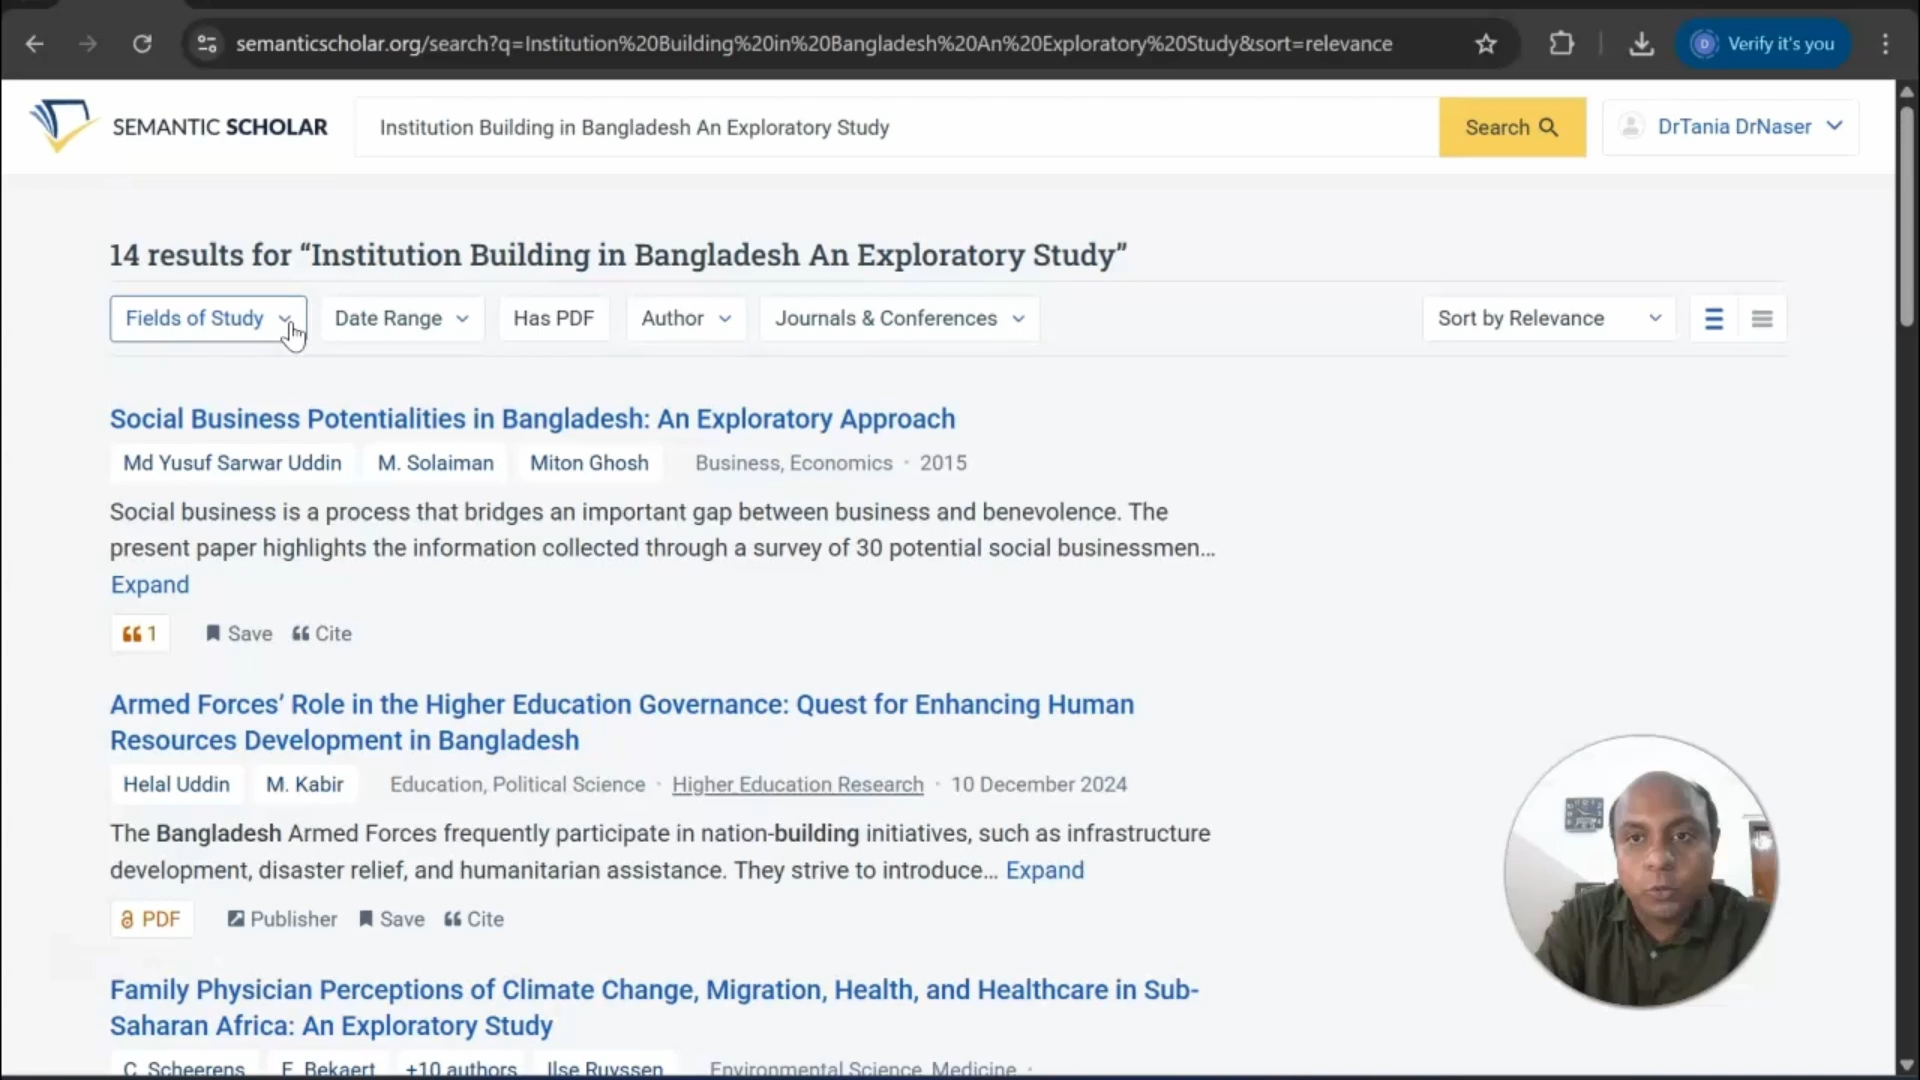 semanticscholar.org/search?q=Institution%20Building%20in%20Bangladesh%20An%20Exploratory%20Study&sort=relevance
D
Verify it's you
SEMANTIC SCHOLAR
Institution Building in Bangladesh An Exploratory Study
Search
DrTania DrNaser
14 results for “Institution Building in Bangladesh An Exploratory Study”
Fields of Study
Date Range
Has PDF
Author
Journals & Conferences
Sort by Relevance
Social Business Potentialities in Bangladesh: An Exploratory Approach
Md Yusuf Sarwar Uddin M. Solaiman Miton Ghosh Business, Economics · 2015
Social business is a process that bridges an important gap between business and benevolence. The
present paper highlights the information collected through a survey of 30 potential social businessmen…
Expand
1 Save Cite
Armed Forces’ Role in the Higher Education Governance: Quest for Enhancing Human
Resources Development in Bangladesh
Helal Uddin M. Kabir Education, Political Science · Higher Education Research · 10 December 2024
The Bangladesh Armed Forces frequently participate in nation-building initiatives, such as infrastructure
development, disaster relief, and humanitarian assistance. They strive to introduce… Expand
PDF Publisher Save Cite
Family Physician Perceptions of Climate Change, Migration, Health, and Healthcare in Sub-
Saharan Africa: An Exploratory Study
C. Scheerens F. Bekaert +10 authors Ilse Ruyssen Environmental Science, Medicine ·